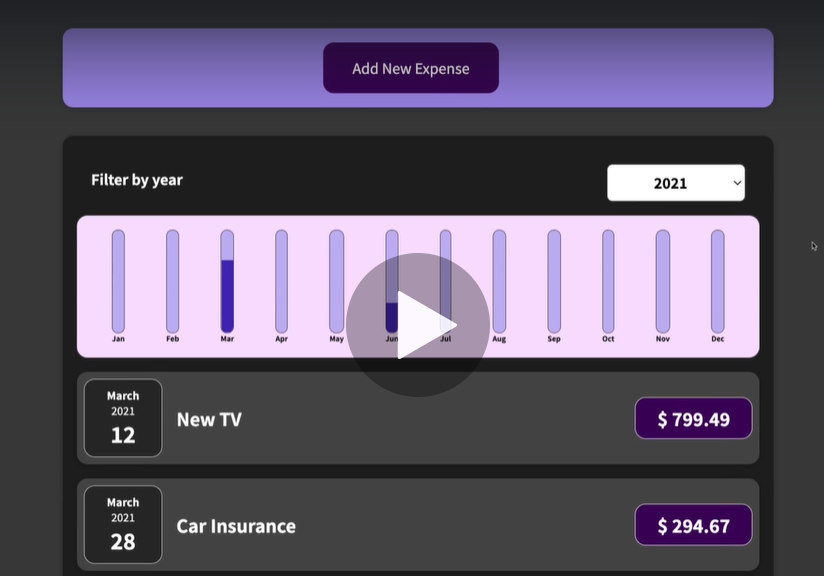 Add New Expense
Filter by year
2021
Jan Feb Mar Apr May Jun Jul Aug Sep Oct Nov Dec
March
2021
12
New TV
$ 799.49
March
2021
28
Car Insurance
$ 294.67